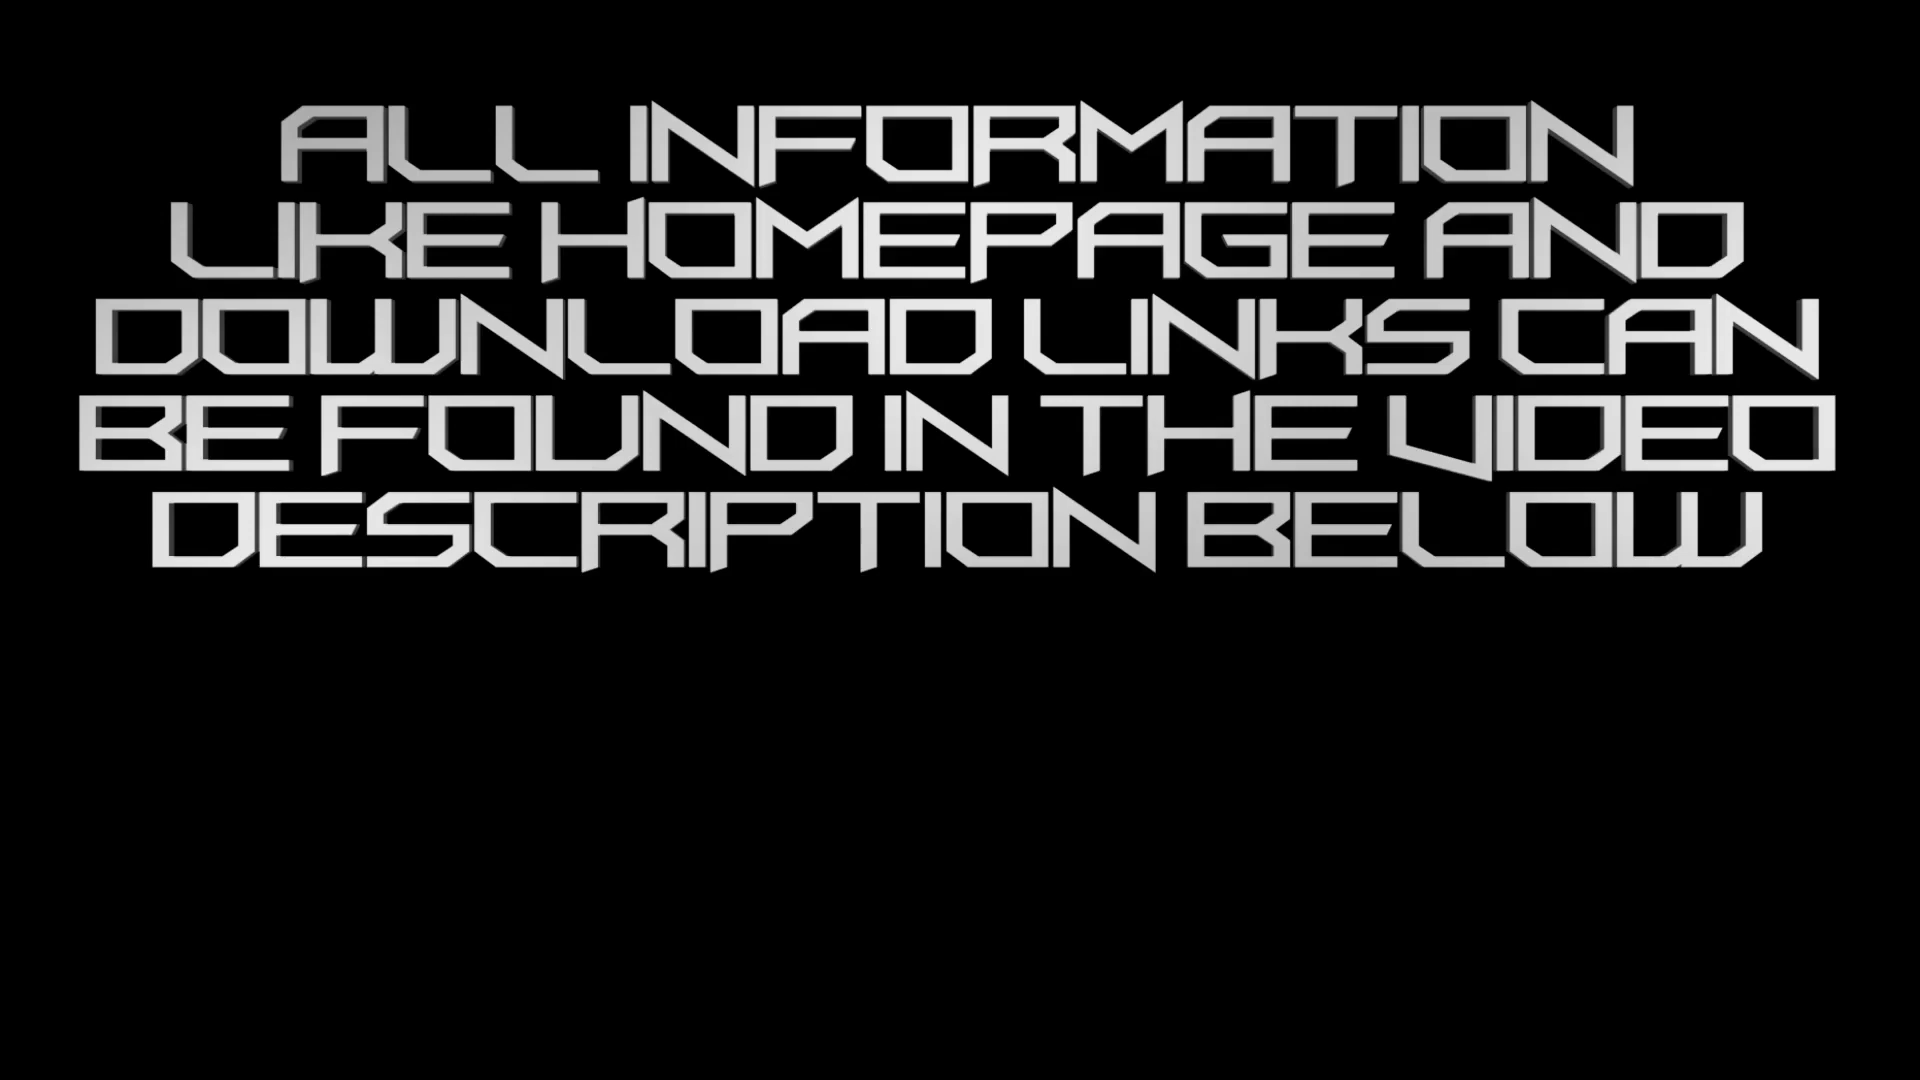 ALL INFORMATION
LIKE HOMEPAGE AND
DOWNLOAD LINKS CAN
BE FOUND IN THE VIDEO
DESCRIPTION BELOW